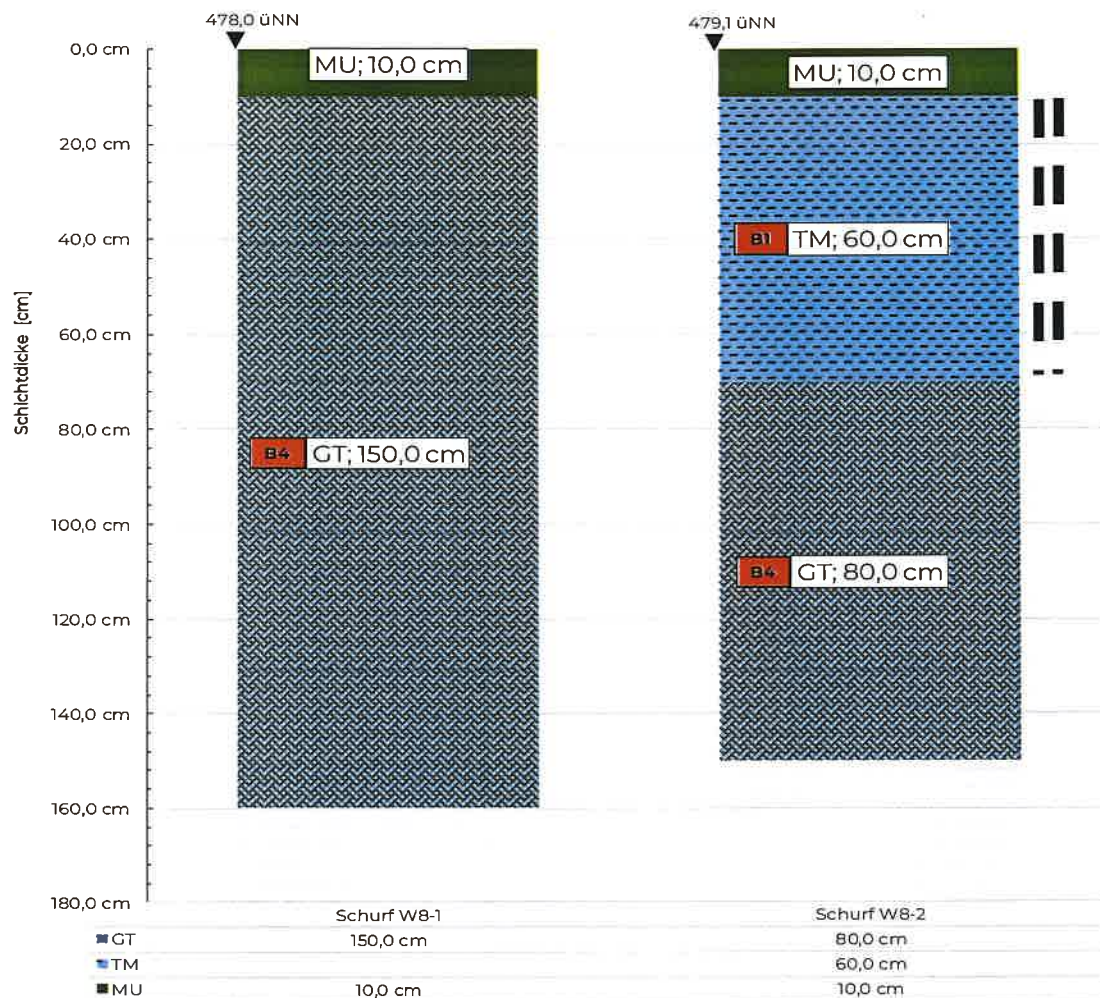 478,0 üNN
479,1 üNN
0,0 cm
MU; 10,0 cm
MU; 10,0 cm
20,0 cm
40,0 cm
B1 TM; 60,0 cm
60,0 cm
Schichtdicke [cm]
80,0 cm
B4 GT; 150,0 cm
100,0 cm
B4 GT; 80,0 cm
120,0 cm
140,0 cm
160,0 cm
180,0 cm
Schurf W8-1 Schurf W8-2
GT 150,0 cm 80,0 cm
TM 60,0 cm
MU 10,0 cm 10,0 cm